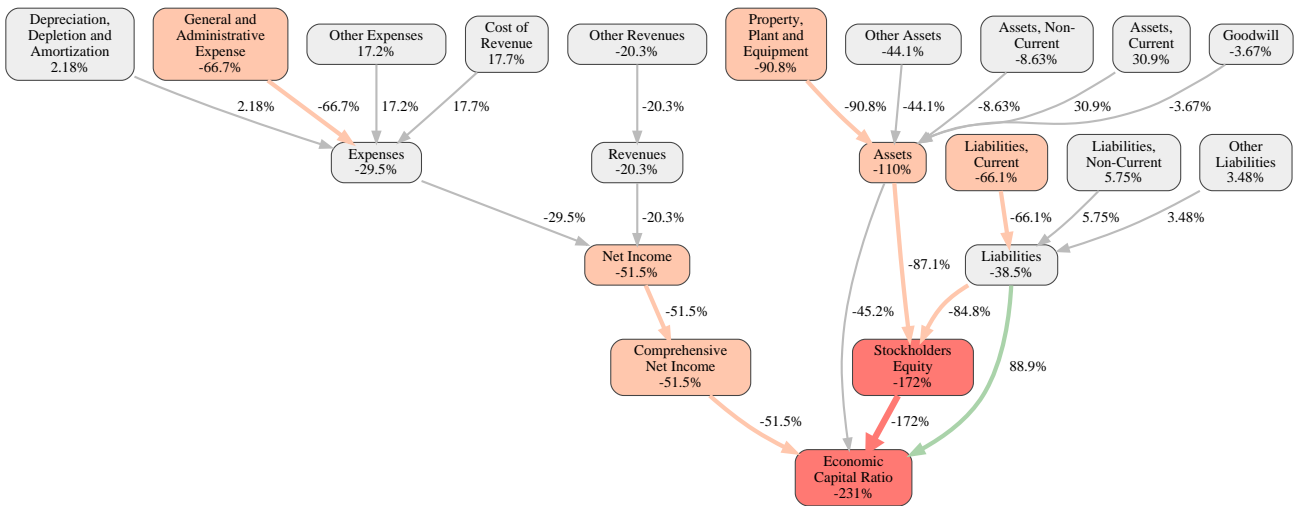 Depreciation,
Depletion and
Amortization
2.18%
General and
Administrative
Expense
-66.7%
Other Expenses
17.2%
Cost of
Revenue
17.7%
Other Revenues
-20.3%
Property,
Plant and
Equipment
-90.8%
Other Assets
-44.1%
Assets, Non-
Current
-8.63%
Assets,
Current
30.9%
Goodwill
-3.67%
2.18%
-66.7%
17.2%
17.7%
-20.3%
-90.8%
-44.1%
-8.63%
30.9%
-3.67%
Expenses
-29.5%
Revenues
-20.3%
Assets
-110%
Liabilities,
Current
-66.1%
Liabilities,
Non-Current
5.75%
Other
Liabilities
3.48%
-29.5%
-20.3%
-66.1%
5.75%
3.48%
Net Income
-51.5%
-87.1%
Liabilities
-38.5%
-51.5%
-45.2%
-84.8%
Comprehensive
Net Income
-51.5%
Stockholders
Equity
-172%
88.9%
-51.5%
-172%
Economic
Capital Ratio
-231%